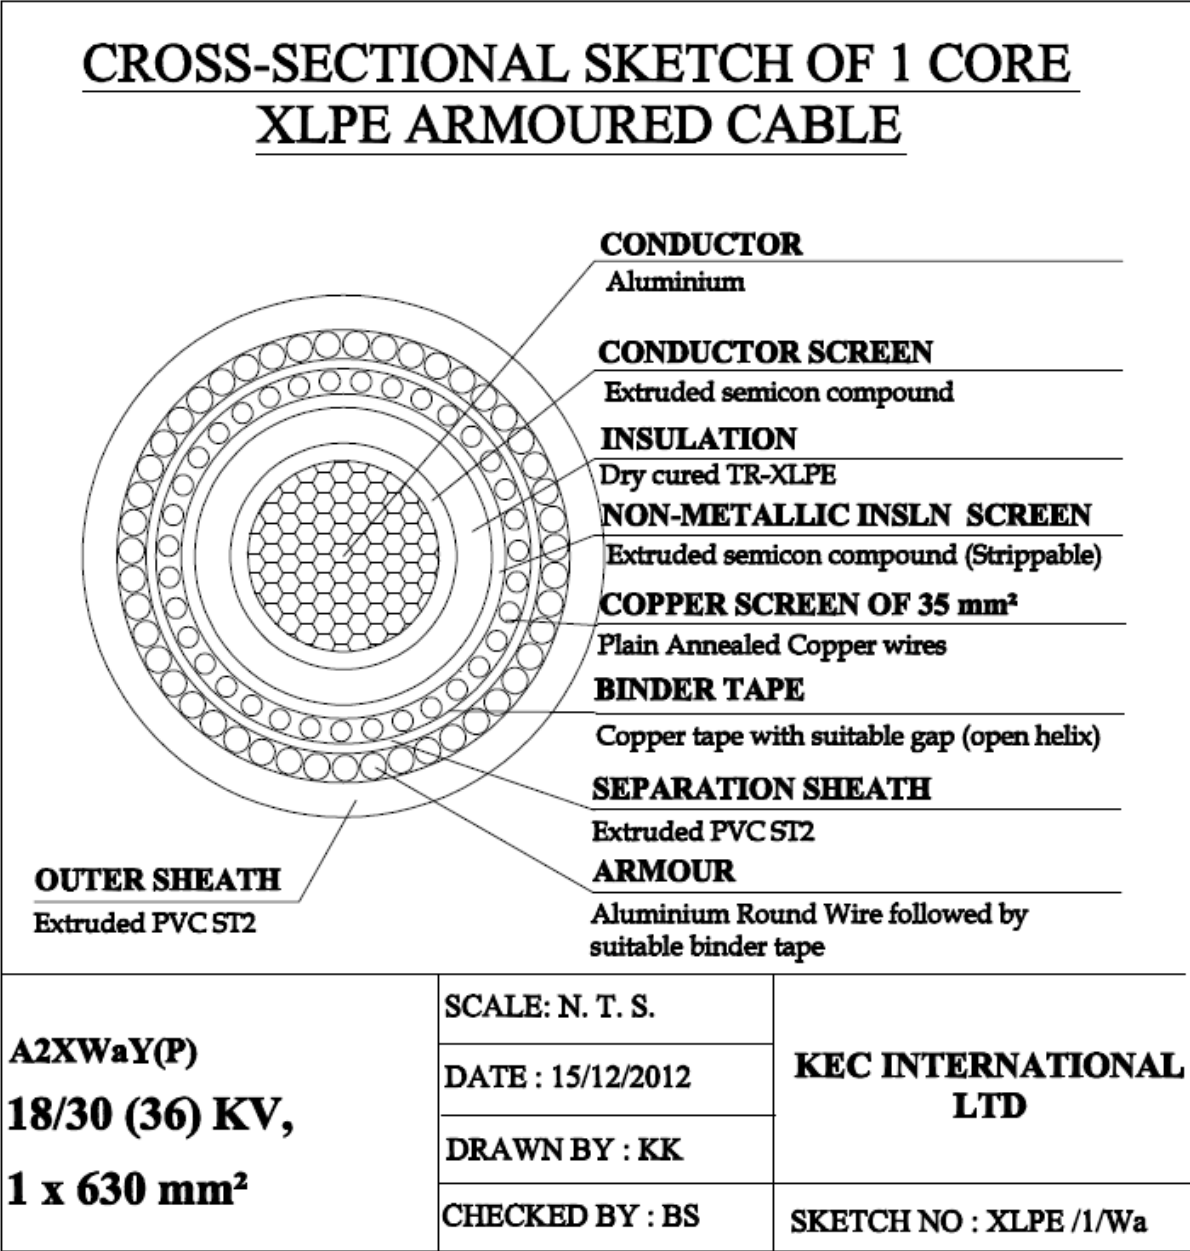 CROSS-SECTIONAL SKETCH OF 1 CORE
XLPE ARMOURED CABLE
CONDUCTOR
Aluminium
CONDUCTOR SCREEN
Extruded semicon compound
INSULATION
Dry cured TR-XLPE
NON-METALLIC INSLN SCREEN
Extruded semicon compound (Strippable)
COPPER SCREEN OF 35 mm²
Plain Annealed Copper wires
BINDER TAPE
Copper tape with suitable gap (open helix)
SEPARATION SHEATH
Extruded PVC ST2
ARMOUR
Aluminium Round Wire followed by
suitable binder tape
OUTER SHEATH
Extruded PVC ST2
A2XWaY(P)
18/30 (36) KV,
1 x 630 mm²
SCALE: N. T. S.
DATE : 15/12/2012
DRAWN BY : KK
CHECKED BY : BS
KEC INTERNATIONAL
LTD
SKETCH NO : XLPE /1/Wa